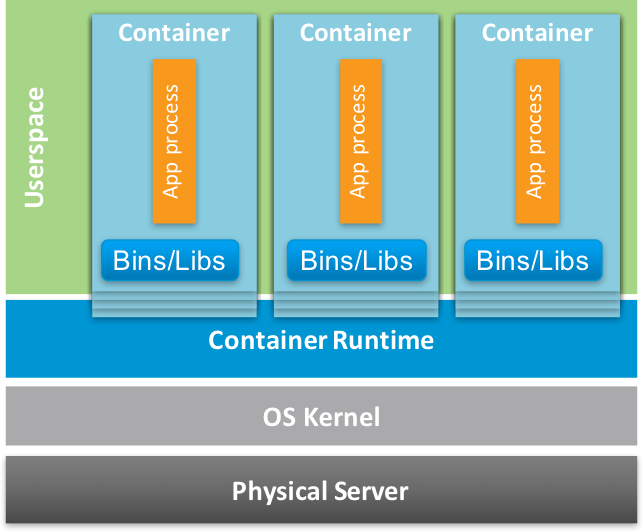 Userspace
Container
Container
Container
App process
App process
App process
Bins/Libs
Bins/Libs
Bins/Libs
Container Runtime
OS Kernel
Physical Server